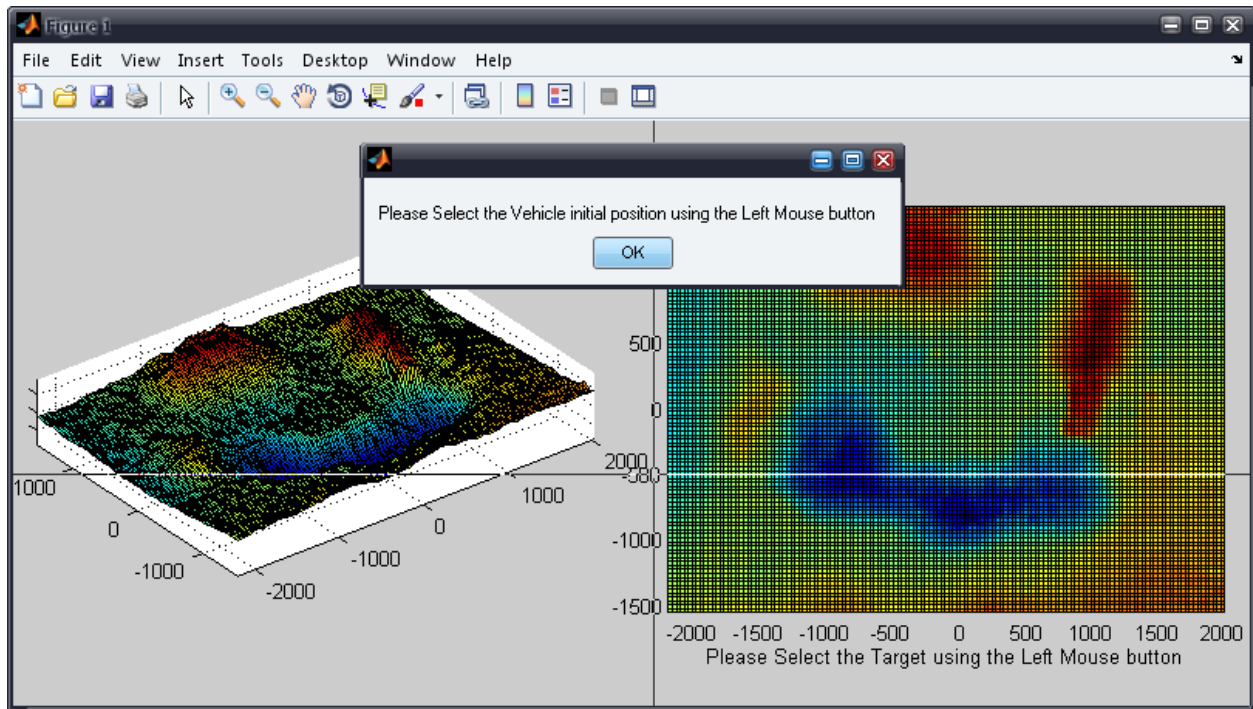 Figure 1
File Edit View Insert Tools Desktop Window Help
Please Select the Vehicle initial position using the Left Mouse button
OK
1000
0
-1000
-2000
-1000
0
1000
2000
500
0
-1000
-1500
-2000 -1500 -1000 -500 0 500 1000 1500 2000
Please Select the Target using the Left Mouse button